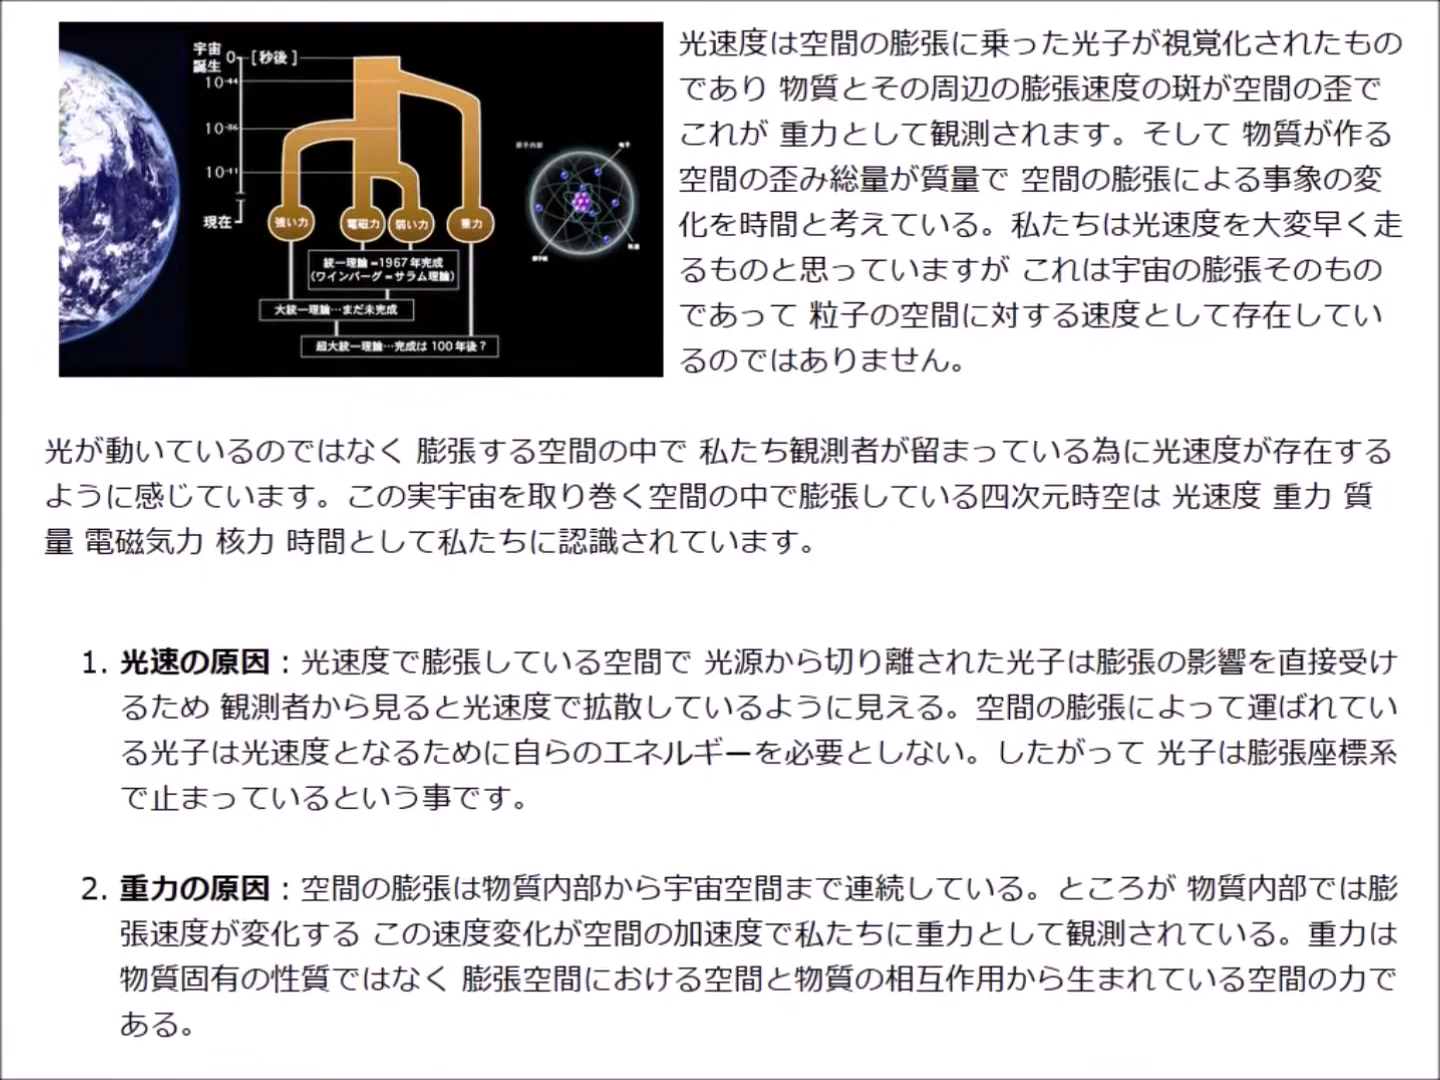 宇宙
誕生
0
[秒後]
10⁻⁴⁴
10⁻³⁶
10⁻¹¹
現在
強い力
電磁力
弱い力
重力
統一理論=1967年完成
(ワインバーグ=サラム理論)
大統一理論…まだ未完成
超大統一理論…完成は100年後?
光速度は空間の膨張に乗った光子が視覚化されたもの
であり 物質とその周辺の膨張速度の斑が空間の歪で
これが 重力として観測されます。そして 物質が作る
空間の歪み総量が質量で 空間の膨張による事象の変
化を時間と考えている。私たちは光速度を大変早く走
るものと思っていますが これは宇宙の膨張そのもの
であって 粒子の空間に対する速度として存在してい
るのではありません。
光が動いているのではなく 膨張する空間の中で 私たち観測者が留まっている為に光速度が存在する
ように感じています。この実宇宙を取り巻く空間の中で膨張している四次元時空は 光速度 重力 質
量 電磁気力 核力 時間として私たちに認識されています。
1. 光速の原因：光速度で膨張している空間で 光源から切り離された光子は膨張の影響を直接受け
るため 観測者から見ると光速度で拡散しているように見える。空間の膨張によって運ばれてい
る光子は光速度となるために自らのエネルギーを必要としない。したがって 光子は膨張座標系
で止まっているという事です。
2. 重力の原因：空間の膨張は物質内部から宇宙空間まで連続している。ところが 物質内部では膨
張速度が変化する この速度変化が空間の加速度で私たちに重力として観測されている。重力は
物質固有の性質ではなく 膨張空間における空間と物質の相互作用から生まれている空間の力で
ある。